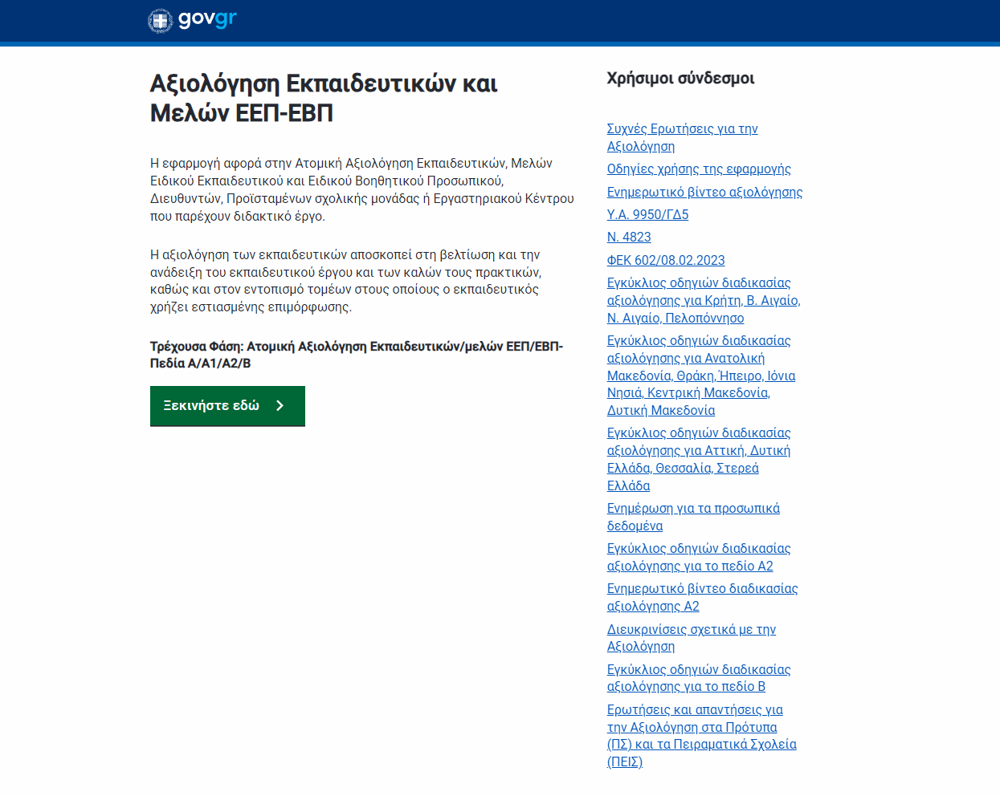 govgr
Αξιολόγηση Εκπαιδευτικών και
Μελών ΕΕΠ-ΕΒΠ
Η εφαρμογή αφορά στην Ατομική Αξιολόγηση Εκπαιδευτικών, Μελών
Ειδικού Εκπαιδευτικού και Ειδικού Βοηθητικού Προσωπικού,
Διευθυντών, Προϊσταμένων σχολικής μονάδας ή Εργαστηριακού Κέντρου
που παρέχουν διδακτικό έργο.
Η αξιολόγηση των εκπαιδευτικών αποσκοπεί στη βελτίωση και την
ανάδειξη του εκπαιδευτικού έργου και των καλών τους πρακτικών,
καθώς και στον εντοπισμό τομέων στους οποίους ο εκπαιδευτικός
χρήζει εστιασμένης επιμόρφωσης.
Τρέχουσα Φάση: Ατομική Αξιολόγηση Εκπαιδευτικών/μελών ΕΕΠ/ΕΒΠ-
Πεδία Α/Α1/Α2/Β
Ξεκινήστε εδώ
Χρήσιμοι σύνδεσμοι
Συχνές Ερωτήσεις για την
Αξιολόγηση
Οδηγίες χρήσης της εφαρμογής
Ενημερωτικό βίντεο αξιολόγησης
Υ.Α. 9950/ΓΔ5
Ν. 4823
ΦΕΚ 602/08.02.2023
Εγκύκλιος οδηγιών διαδικασίας
αξιολόγησης για Κρήτη, Β. Αιγαίο,
Ν. Αιγαίο, Πελοπόννησο
Εγκύκλιος οδηγιών διαδικασίας
αξιολόγησης για Ανατολική
Μακεδονία, Θράκη, Ήπειρο, Ιόνια
Νησιά, Κεντρική Μακεδονία,
Δυτική Μακεδονία
Εγκύκλιος οδηγιών διαδικασίας
αξιολόγησης για Αττική, Δυτική
Ελλάδα, Θεσσαλία, Στερεά
Ελλάδα
Ενημέρωση για τα προσωπικά
δεδομένα
Εγκύκλιος οδηγιών διαδικασίας
αξιολόγησης για το πεδίο Α2
Ενημερωτικό βίντεο διαδικασίας
αξιολόγησης Α2
Διευκρινίσεις σχετικά με την
Αξιολόγηση
Εγκύκλιος οδηγιών διαδικασίας
αξιολόγησης για το πεδίο Β
Ερωτήσεις και απαντήσεις για
την Αξιολόγηση στα Πρότυπα
(ΠΣ) και τα Πειραματικά Σχολεία
(ΠΕΙΣ)